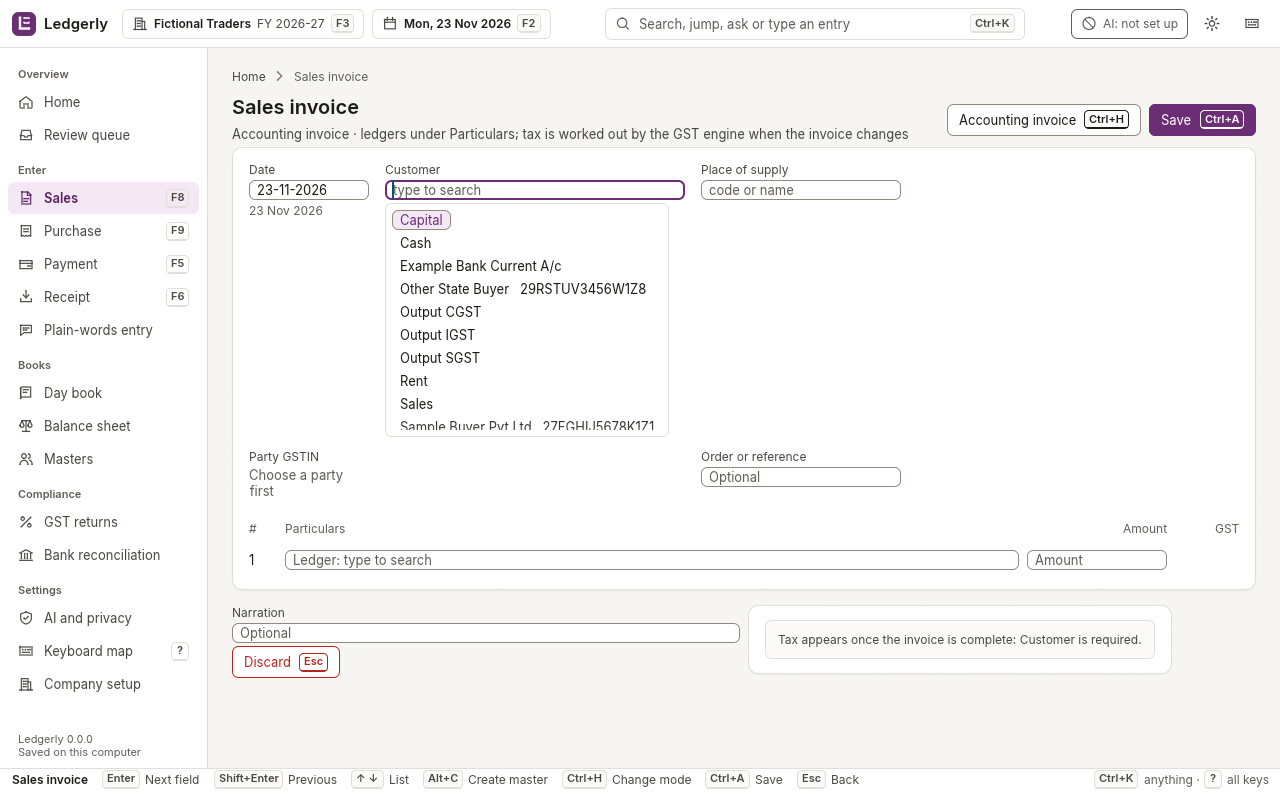 Ledgerly
Fictional Traders FY 2026-27 F3
Mon, 23 Nov 2026 F2
Search, jump, ask or type an entry Ctrl+K
AI: not set up
Overview
Home
Review queue
Enter
Sales F8
Purchase F9
Payment F5
Receipt F6
Plain-words entry
Books
Day book
Balance sheet
Masters
Compliance
GST returns
Bank reconciliation
Settings
AI and privacy
Keyboard map ?
Company setup
Ledgerly 0.0.0
Saved on this computer
Home Sales invoice
Sales invoice
Accounting invoice · ledgers under Particulars; tax is worked out by the GST engine when the invoice changes
Accounting invoice Ctrl+H
Save Ctrl+A
Date Customer Place of supply
23-11-2026 type to search code or name
23 Nov 2026
Capital
Cash
Example Bank Current A/c
Other State Buyer 29RSTUV3456W1Z8
Output CGST
Output IGST
Output SGST
Rent
Sales
Sample Buyer Pvt Ltd 27FGHIJ5678K1Z1
Party GSTIN Order or reference
Choose a party Optional
first
# Particulars Amount GST
1 Ledger: type to search Amount
Narration
Optional
Tax appears once the invoice is complete: Customer is required.
Discard Esc
Sales invoice Enter Next field Shift+Enter Previous ↑ ↓ List Alt+C Create master Ctrl+H Change mode Ctrl+A Save Esc Back Ctrl+K anything · ? all keys